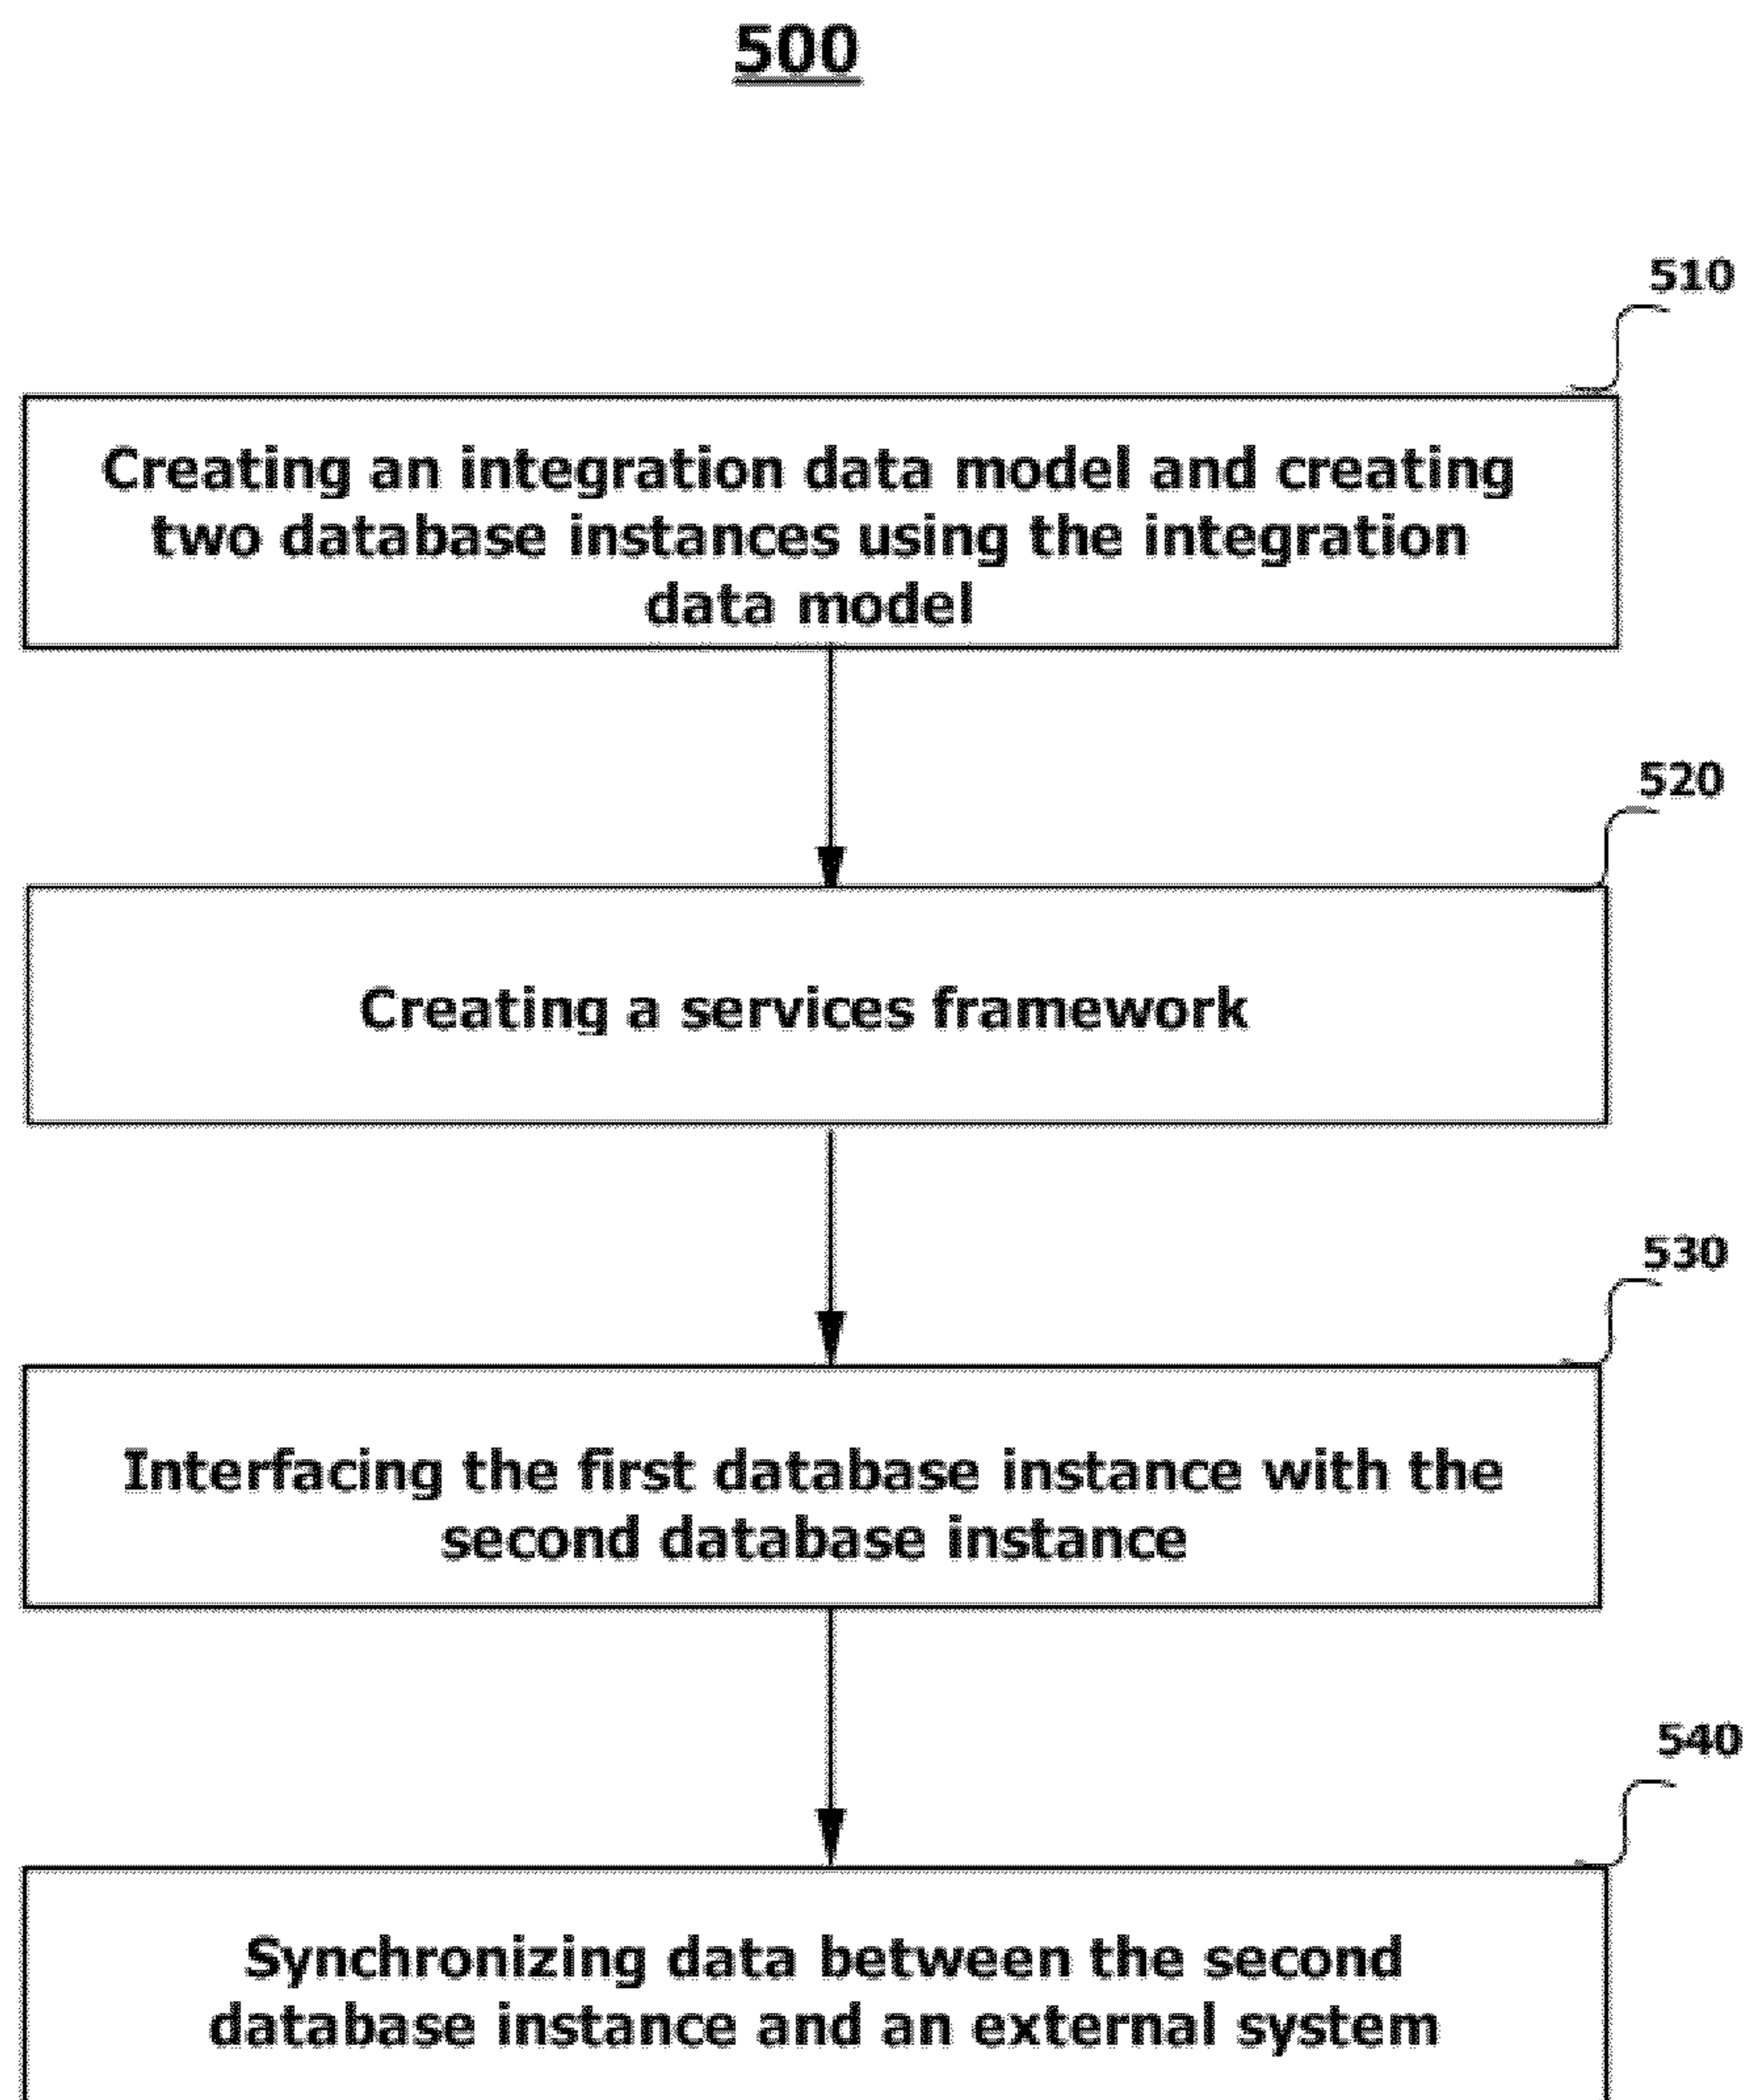 500
510
Creating an integration data model and creating
two database instances using the integration
data model
520
Creating a services framework
530
Interfacing the first database instance with the
second database instance
540
Synchronizing data between the second
database instance and an external system